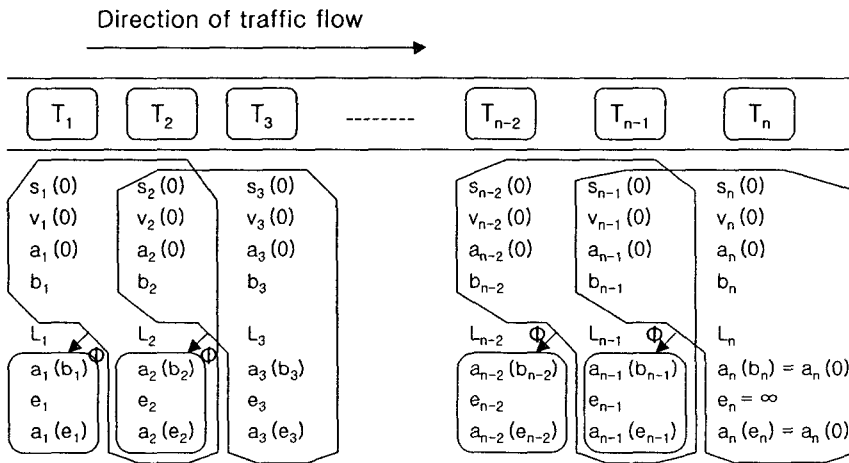 Direction of traffic flow
T₁ T₂ T₃ -------- Tₙ₋₂ Tₙ₋₁ Tₙ
s₁(0) s₂(0) s₃(0) sₙ₋₂(0) sₙ₋₁(0) sₙ(0)
v₁(0) v₂(0) v₃(0) vₙ₋₂(0) vₙ₋₁(0) vₙ(0)
a₁(0) a₂(0) a₃(0) aₙ₋₂(0) aₙ₋₁(0) aₙ(0)
b₁ b₂ b₃ bₙ₋₂ bₙ₋₁ bₙ
L₁ L₂ L₃ Lₙ₋₂ Φ Lₙ₋₁ Φ Lₙ
Φ Φ
a₁(b₁) a₂(b₂) a₃(b₃) aₙ₋₂(bₙ₋₂) aₙ₋₁(bₙ₋₁) aₙ(bₙ) = aₙ(0)
e₁ e₂ e₃ eₙ₋₂ eₙ₋₁ eₙ = ∞
a₁(e₁) a₂(e₂) a₃(e₃) aₙ₋₂(eₙ₋₂) aₙ₋₁(eₙ₋₁) aₙ(eₙ) = aₙ(0)